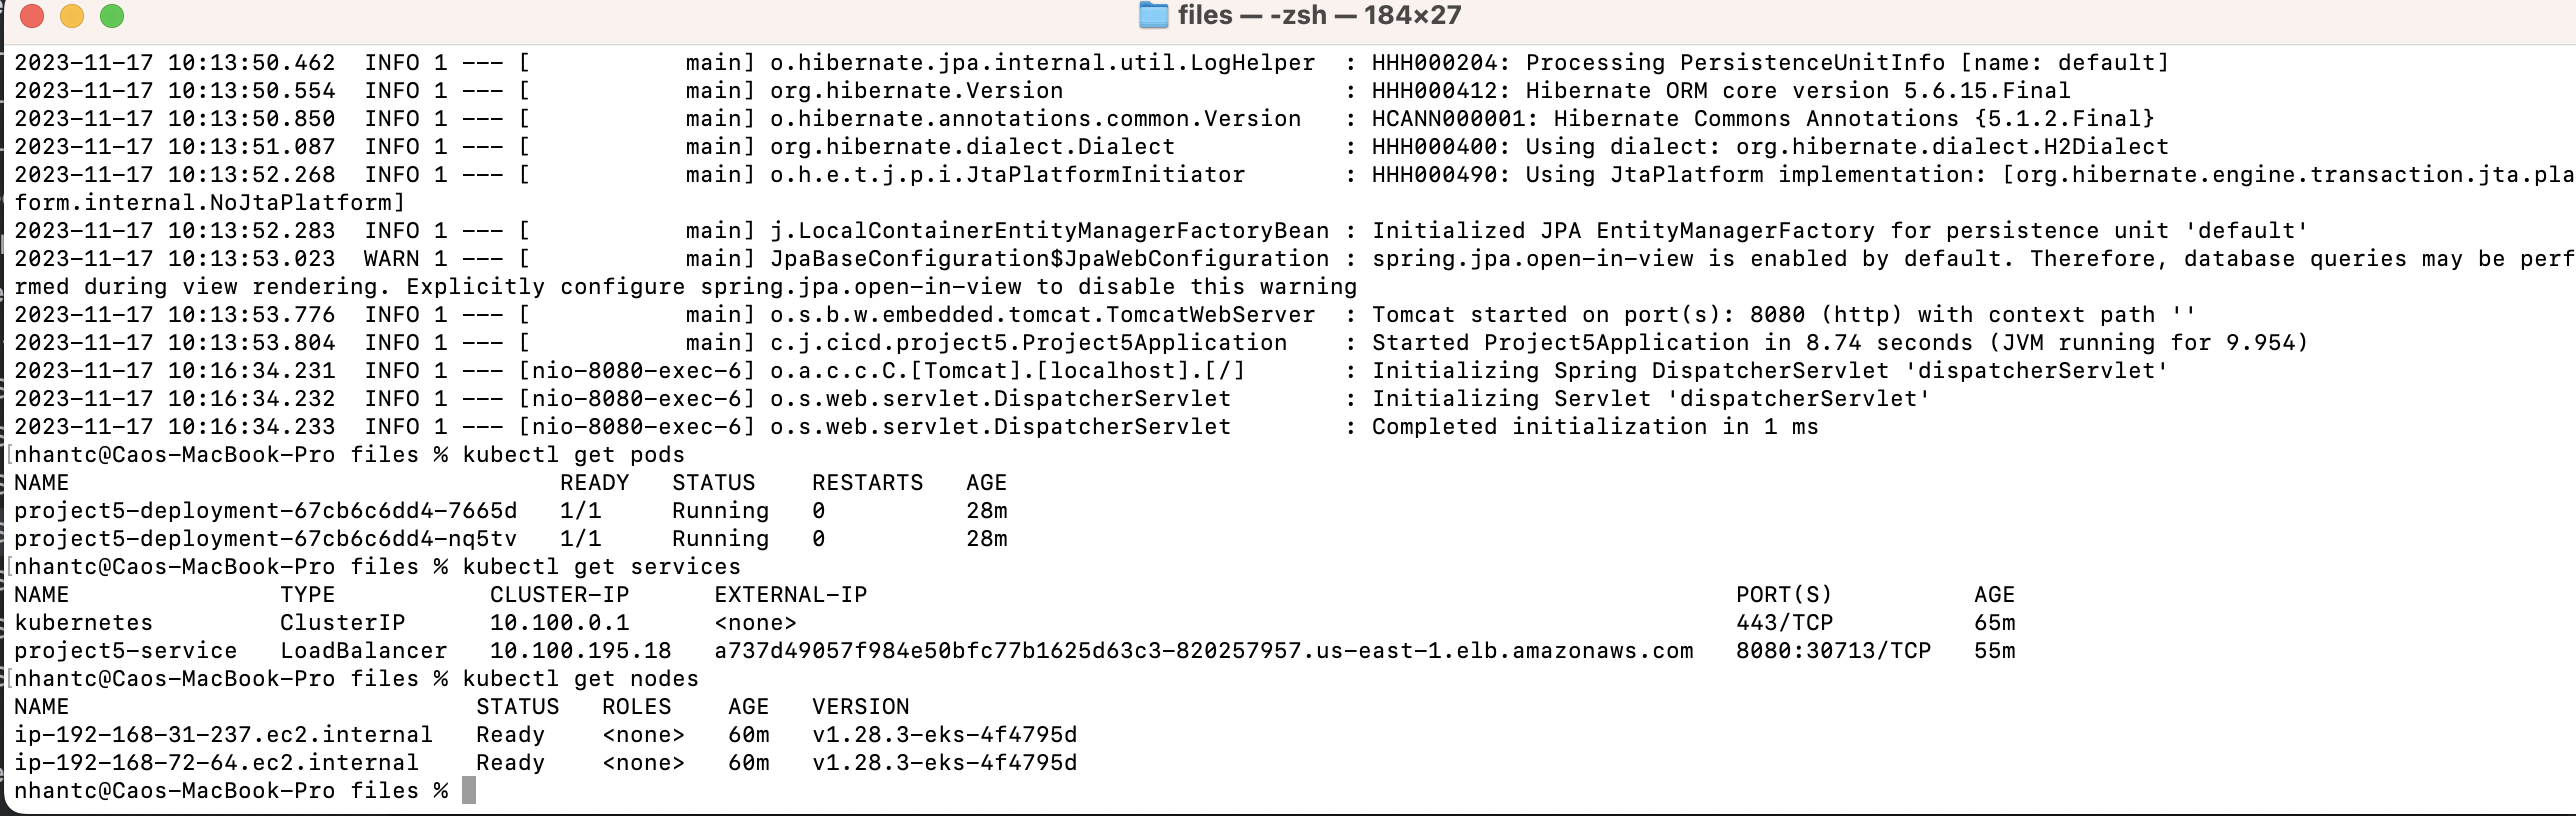 files — -zsh — 184×27
2023-11-17 10:13:50.462  INFO 1 --- [           main] o.hibernate.jpa.internal.util.LogHelper  : HHH000204: Processing PersistenceUnitInfo [name: default]
2023-11-17 10:13:50.554  INFO 1 --- [           main] org.hibernate.Version                    : HHH000412: Hibernate ORM core version 5.6.15.Final
2023-11-17 10:13:50.850  INFO 1 --- [           main] o.hibernate.annotations.common.Version   : HCANN000001: Hibernate Commons Annotations {5.1.2.Final}
2023-11-17 10:13:51.087  INFO 1 --- [           main] org.hibernate.dialect.Dialect            : HHH000400: Using dialect: org.hibernate.dialect.H2Dialect
2023-11-17 10:13:52.268  INFO 1 --- [           main] o.h.e.t.j.p.i.JtaPlatformInitiator       : HHH000490: Using JtaPlatform implementation: [org.hibernate.engine.transaction.jta.pla
form.internal.NoJtaPlatform]
2023-11-17 10:13:52.283  INFO 1 --- [           main] j.LocalContainerEntityManagerFactoryBean : Initialized JPA EntityManagerFactory for persistence unit 'default'
2023-11-17 10:13:53.023  WARN 1 --- [           main] JpaBaseConfiguration$JpaWebConfiguration : spring.jpa.open-in-view is enabled by default. Therefore, database queries may be perf
rmed during view rendering. Explicitly configure spring.jpa.open-in-view to disable this warning
2023-11-17 10:13:53.776  INFO 1 --- [           main] o.s.b.w.embedded.tomcat.TomcatWebServer  : Tomcat started on port(s): 8080 (http) with context path ''
2023-11-17 10:13:53.804  INFO 1 --- [           main] c.j.cicd.project5.Project5Application    : Started Project5Application in 8.74 seconds (JVM running for 9.954)
2023-11-17 10:16:34.231  INFO 1 --- [nio-8080-exec-6] o.a.c.c.C.[Tomcat].[localhost].[/]       : Initializing Spring DispatcherServlet 'dispatcherServlet'
2023-11-17 10:16:34.232  INFO 1 --- [nio-8080-exec-6] o.s.web.servlet.DispatcherServlet        : Initializing Servlet 'dispatcherServlet'
2023-11-17 10:16:34.233  INFO 1 --- [nio-8080-exec-6] o.s.web.servlet.DispatcherServlet        : Completed initialization in 1 ms
[nhantc@Caos-MacBook-Pro files % kubectl get pods
NAME                                   READY   STATUS    RESTARTS   AGE
project5-deployment-67cb6c6dd4-7665d   1/1     Running   0          28m
project5-deployment-67cb6c6dd4-nq5tv   1/1     Running   0          28m
[nhantc@Caos-MacBook-Pro files % kubectl get services
NAME               TYPE           CLUSTER-IP      EXTERNAL-IP                                                              PORT(S)          AGE
kubernetes         ClusterIP      10.100.0.1      <none>                                                                   443/TCP          65m
project5-service   LoadBalancer   10.100.195.18   a737d49057f984e50bfc77b1625d63c3-820257957.us-east-1.elb.amazonaws.com   8080:30713/TCP   55m
[nhantc@Caos-MacBook-Pro files % kubectl get nodes
NAME                             STATUS   ROLES    AGE   VERSION
ip-192-168-31-237.ec2.internal   Ready    <none>   60m   v1.28.3-eks-4f4795d
ip-192-168-72-64.ec2.internal    Ready    <none>   60m   v1.28.3-eks-4f4795d
nhantc@Caos-MacBook-Pro files %